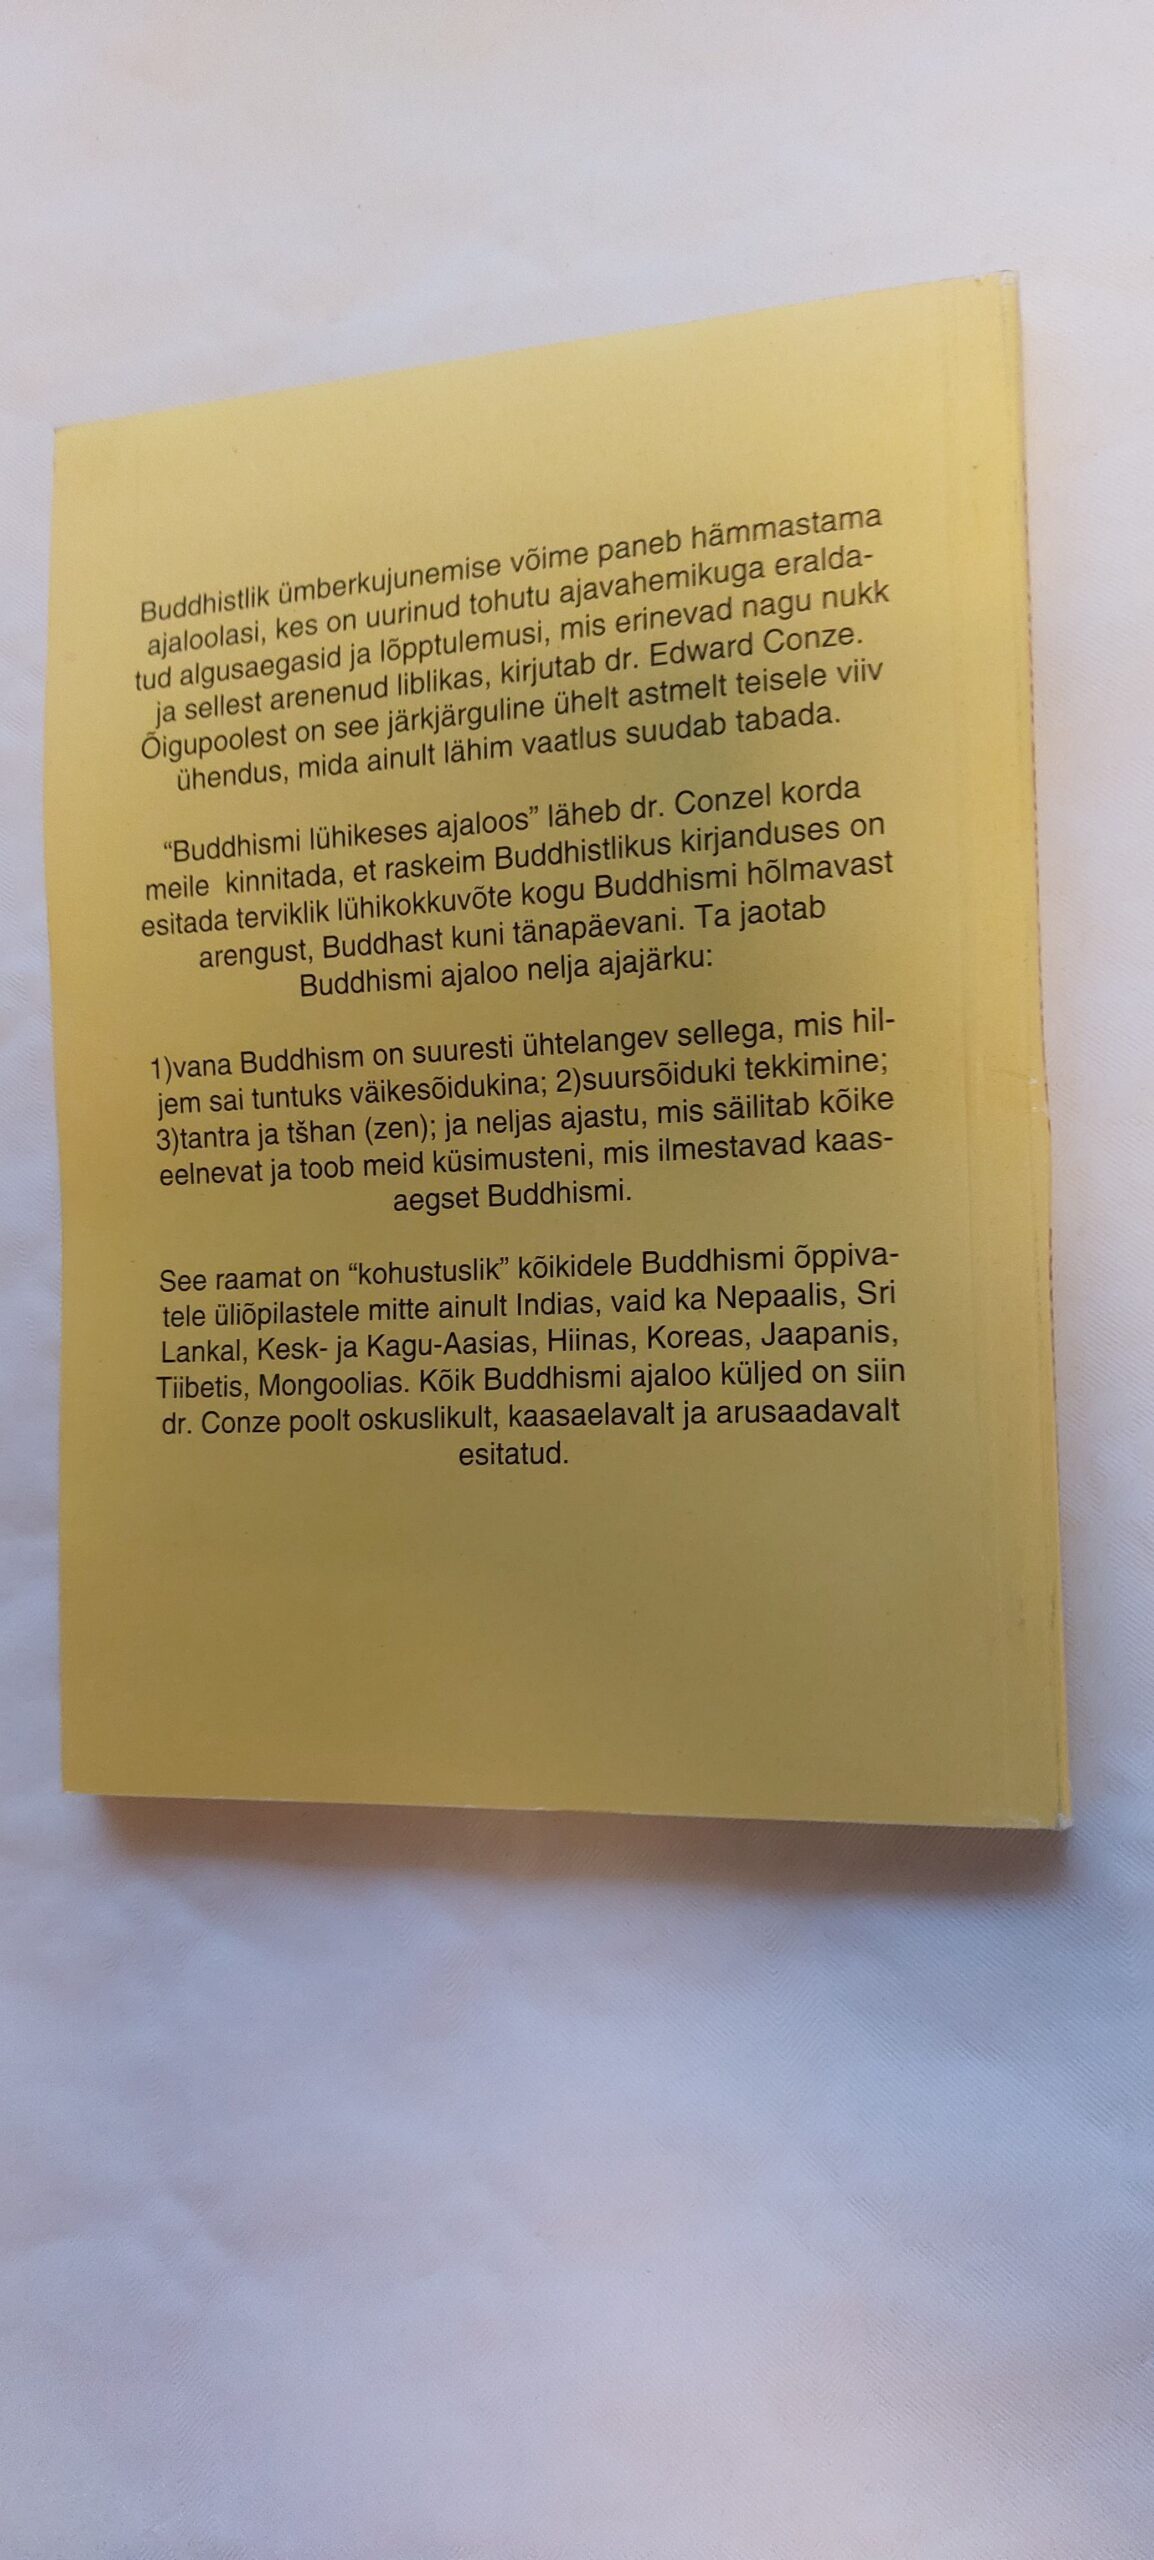 Buddhistlik ümberkujunemise võime paneb hämmastama
ajaloolasi, kes on uurinud tohutu ajavahemikuga eralda-
tud algusaegasid ja lõpptulemusi, mis erinevad nagu nukk
ja sellest arenenud liblikas, kirjutab dr. Edward Conze.
Õigupoolest on see järkjärguline ühelt astmelt teisele viiv
ühendus, mida ainult lähim vaatlus suudab tabada.
“Buddhismi lühikeses ajaloos” läheb dr. Conzel korda
meile kinnitada, et raskeim Buddhistlikus kirjanduses on
esitada terviklik lühikokkuvõte kogu Buddhismi hõlmavast
arengust, Buddhast kuni tänapäevani. Ta jaotab
Buddhismi ajaloo nelja ajajärku:
1)vana Buddhism on suuresti ühtelangev sellega, mis hil-
jem sai tuntuks väikesõidukina; 2)suursõiduki tekkimine;
3)tantra ja tšhan (zen); ja neljas ajastu, mis säilitab kõike
eelnevat ja toob meid küsimusteni, mis ilmestavad kaas-
aegset Buddhismi.
See raamat on “kohustuslik” kõikidele Buddhismi õppiva-
tele üliõpilastele mitte ainult Indias, vaid ka Nepaalis, Sri
Lankal, Kesk- ja Kagu-Aasias, Hiinas, Koreas, Jaapanis,
Tiibetis, Mongoolias. Kõik Buddhismi ajaloo küljed on siin
dr. Conze poolt oskuslikult, kaasaelavalt ja arusaadavalt
esitatud.